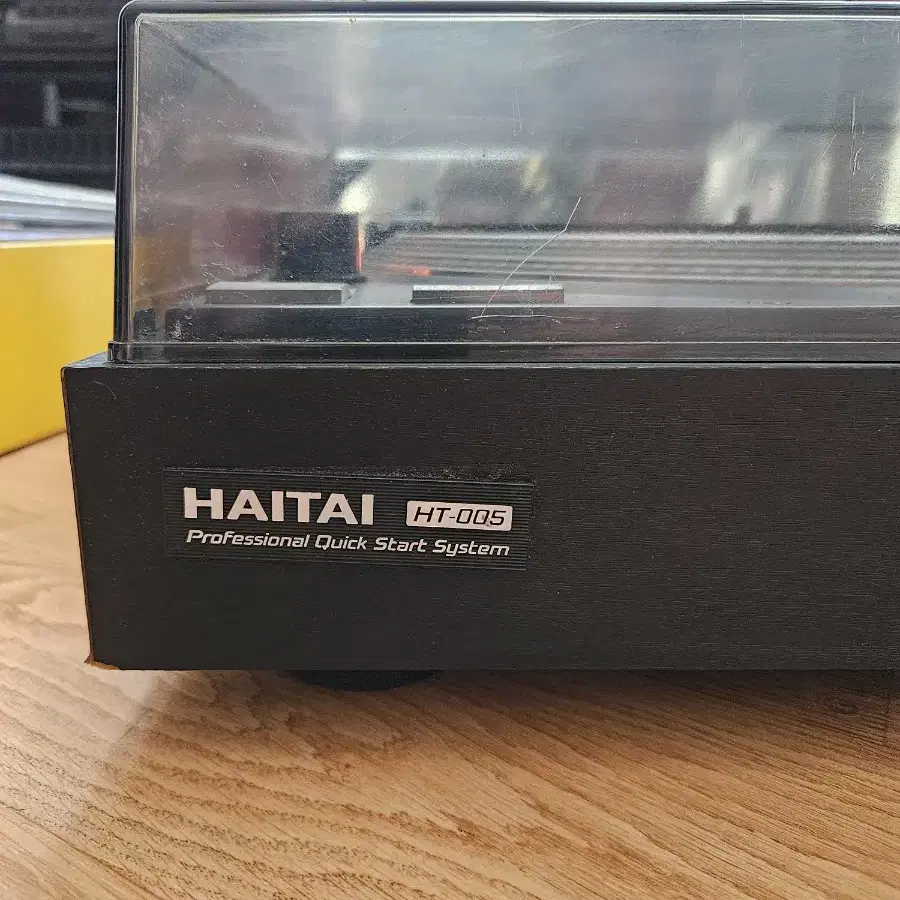 HAITAI HT-005
Professional Quick Start System